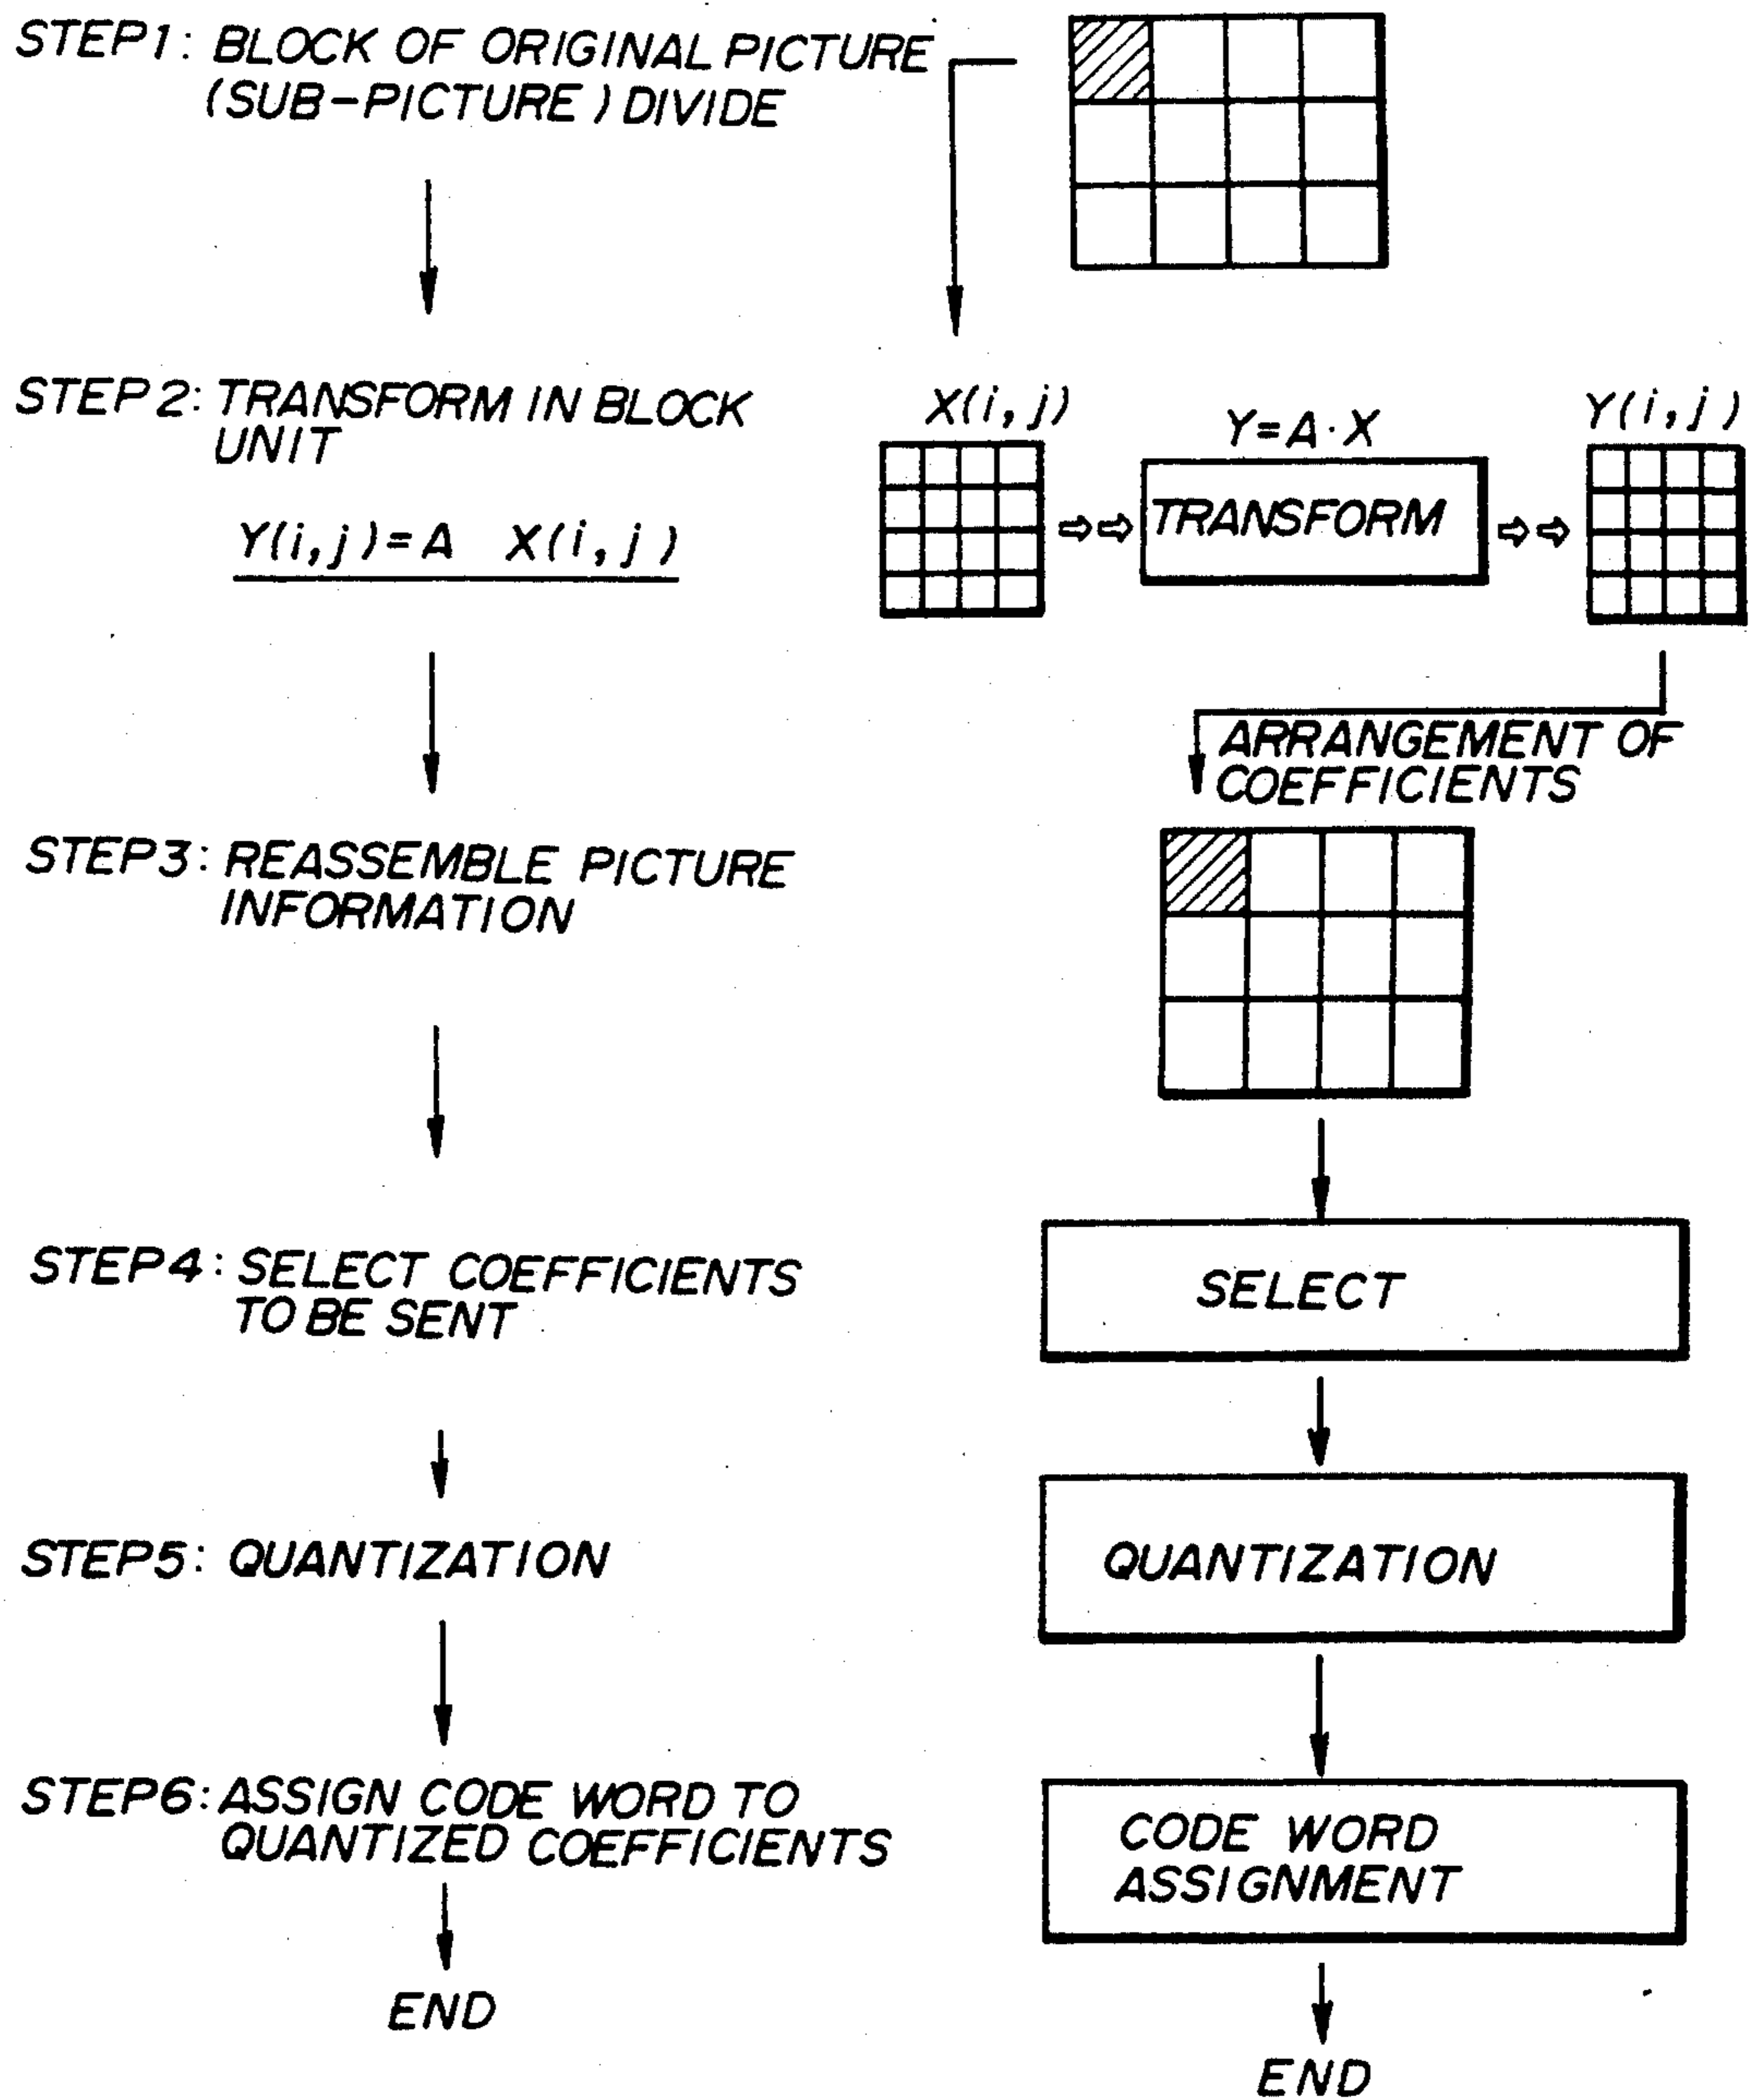 STEP1: BLOCK OF ORIGINAL PICTURE
(SUB-PICTURE) DIVIDE
STEP2: TRANSFORM IN BLOCK
UNIT
Y(i,j)=A X(i,j)
X(i,j)
Y=A·X
Y(i,j)
TRANSFORM
ARRANGEMENT OF
COEFFICIENTS
STEP3: REASSEMBLE PICTURE
INFORMATION
STEP4: SELECT COEFFICIENTS
TO BE SENT
SELECT
STEP5: QUANTIZATION
QUANTIZATION
STEP6: ASSIGN CODE WORD TO
QUANTIZED COEFFICIENTS
CODE WORD
ASSIGNMENT
END
END